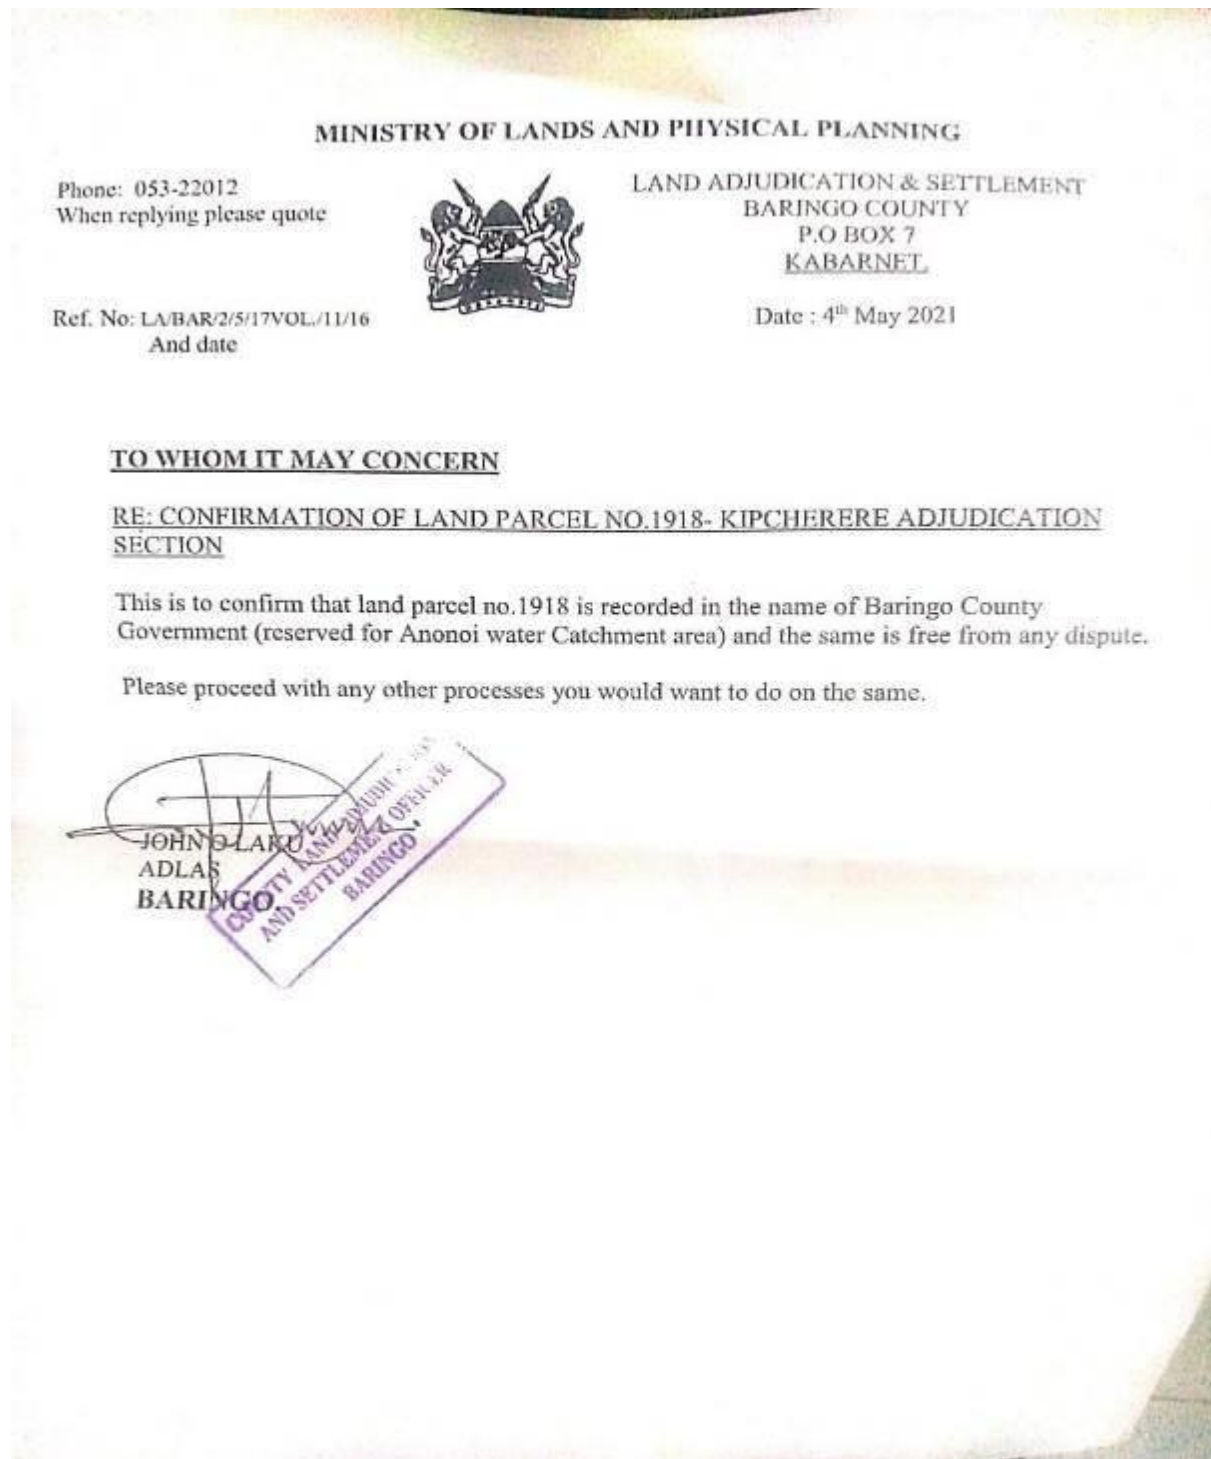 MINISTRY OF LANDS AND PHYSICAL PLANNING
Phone: 053-22012
When replying please quote
LAND ADJUDICATION & SETTLEMENT
BARINGO COUNTY
P.O BOX 7
KABARNET.
Ref. No: LA/BAR/2/5/17VOL./11/16
And date
Date : 4th May 2021
TO WHOM IT MAY CONCERN
RE: CONFIRMATION OF LAND PARCEL NO.1918- KIPCHERERE ADJUDICATION
SECTION
This is to confirm that land parcel no.1918 is recorded in the name of Baringo County
Government (reserved for Anonoi water Catchment area) and the same is free from any dispute.
Please proceed with any other processes you would want to do on the same.
JOHN O LAKU
ADLAS
BARINGO.
COUNTY LAND ADJUDICATION
AND SETTLEMENT OFFICER
BARINGO